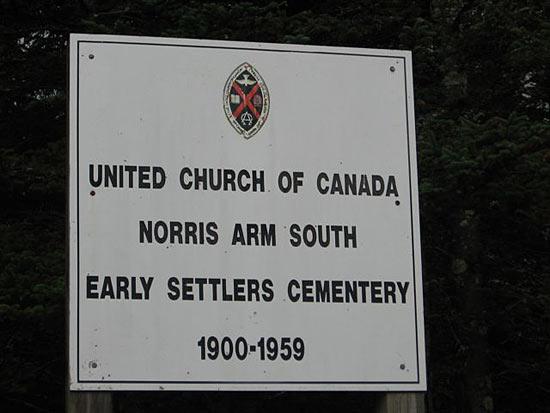 UNITED CHURCH OF CANADA
NORRIS ARM SOUTH
EARLY SETTLERS CEMENTERY
1900-1959